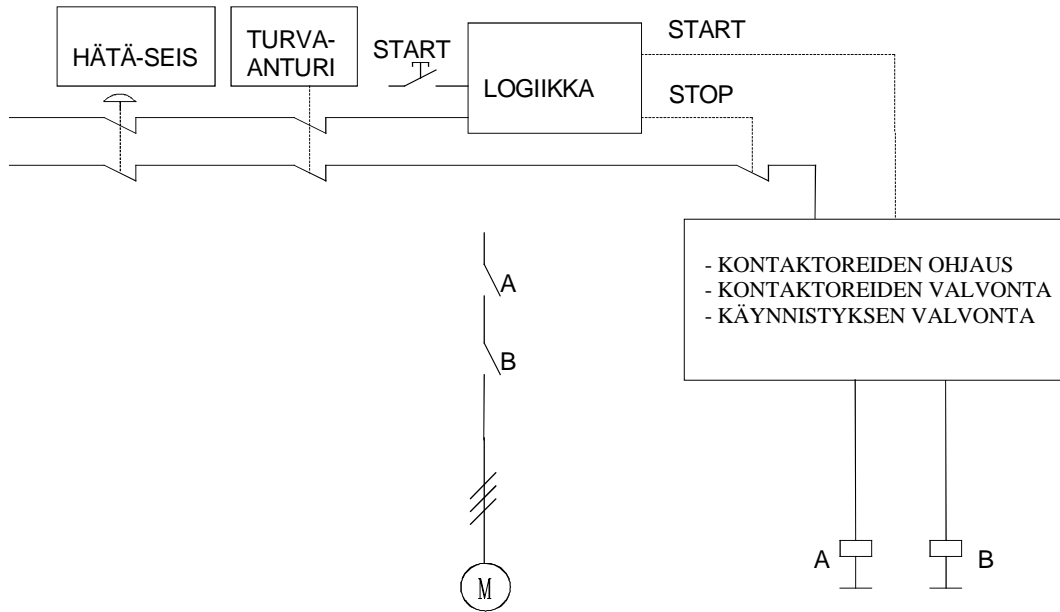 HÄTÄ-SEIS
TURVA-
ANTURI
START
LOGIIKKA
START
STOP
- KONTAKTOREIDEN OHJAUS
- KONTAKTOREIDEN VALVONTA
- KÄYNNISTYKSEN VALVONTA
A
B
M
A
B